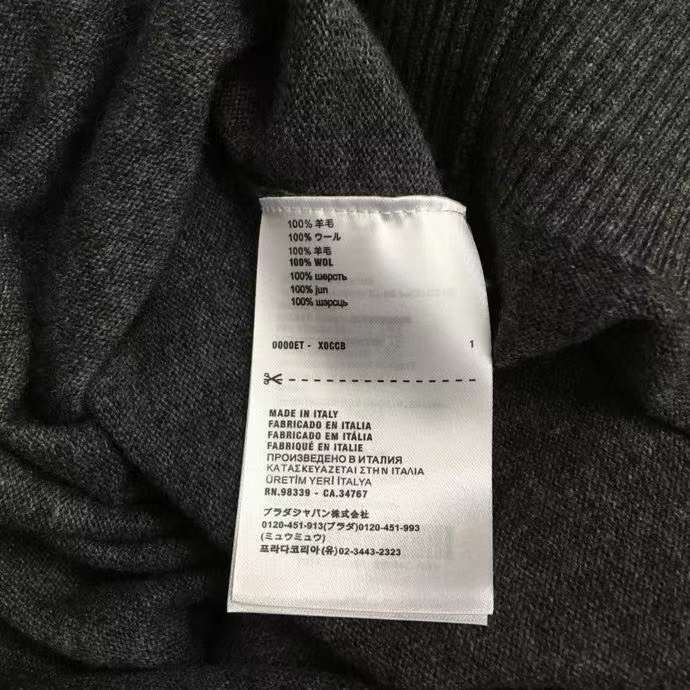 100% 羊毛
100% ウール
100% 羊毛
100% WOL
100% шерсть
100% jun
100% шэрсць
0000ET - X0CCB 1
MADE IN ITALY
FABRICADO EN ITALIA
FABRICADO EM ITÁLIA
FABRIQUÉ EN ITALIE
ПРОИЗВЕДЕНО В ИТАЛИЯ
ΚΑΤΑΣΚΕΥΑΖΕΤΑΙ ΣΤΗ Ν ΙΤΑΛΙΑ
ÜRETİM YERİ İTALYA
RN.98339 - CA.34767
プラダジャパン株式会社
0120-451-913(プラダ)0120-451-993
(ミュウミュウ)
프라다코리아(유)02-3443-2323